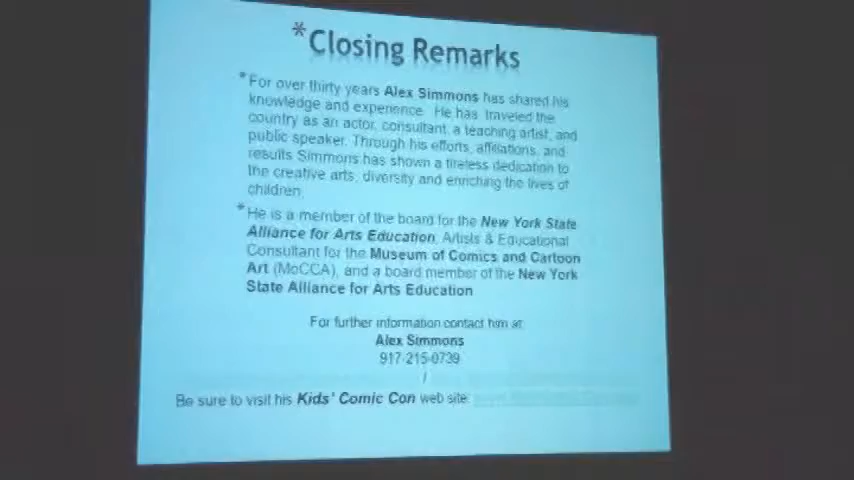 *Closing Remarks
*For over thirty years Alex Simmons has shared his
knowledge and experience. He has traveled the
country as an actor, consultant, a teaching artist, and
public speaker. Through his efforts, affiliations, and
results Simmons has shown a tireless dedication to
the creative arts, diversity and enriching the lives of
children.
*He is a member of the board for the New York State
Alliance for Arts Education, Artists & Educational
Consultant for the Museum of Comics and Cartoon
Art (MoCCA), and a board member of the New York
State Alliance for Arts Education
For further information contact him at:
Alex Simmons
917-215-0739
/
Be sure to visit his Kids' Comic Con web site: